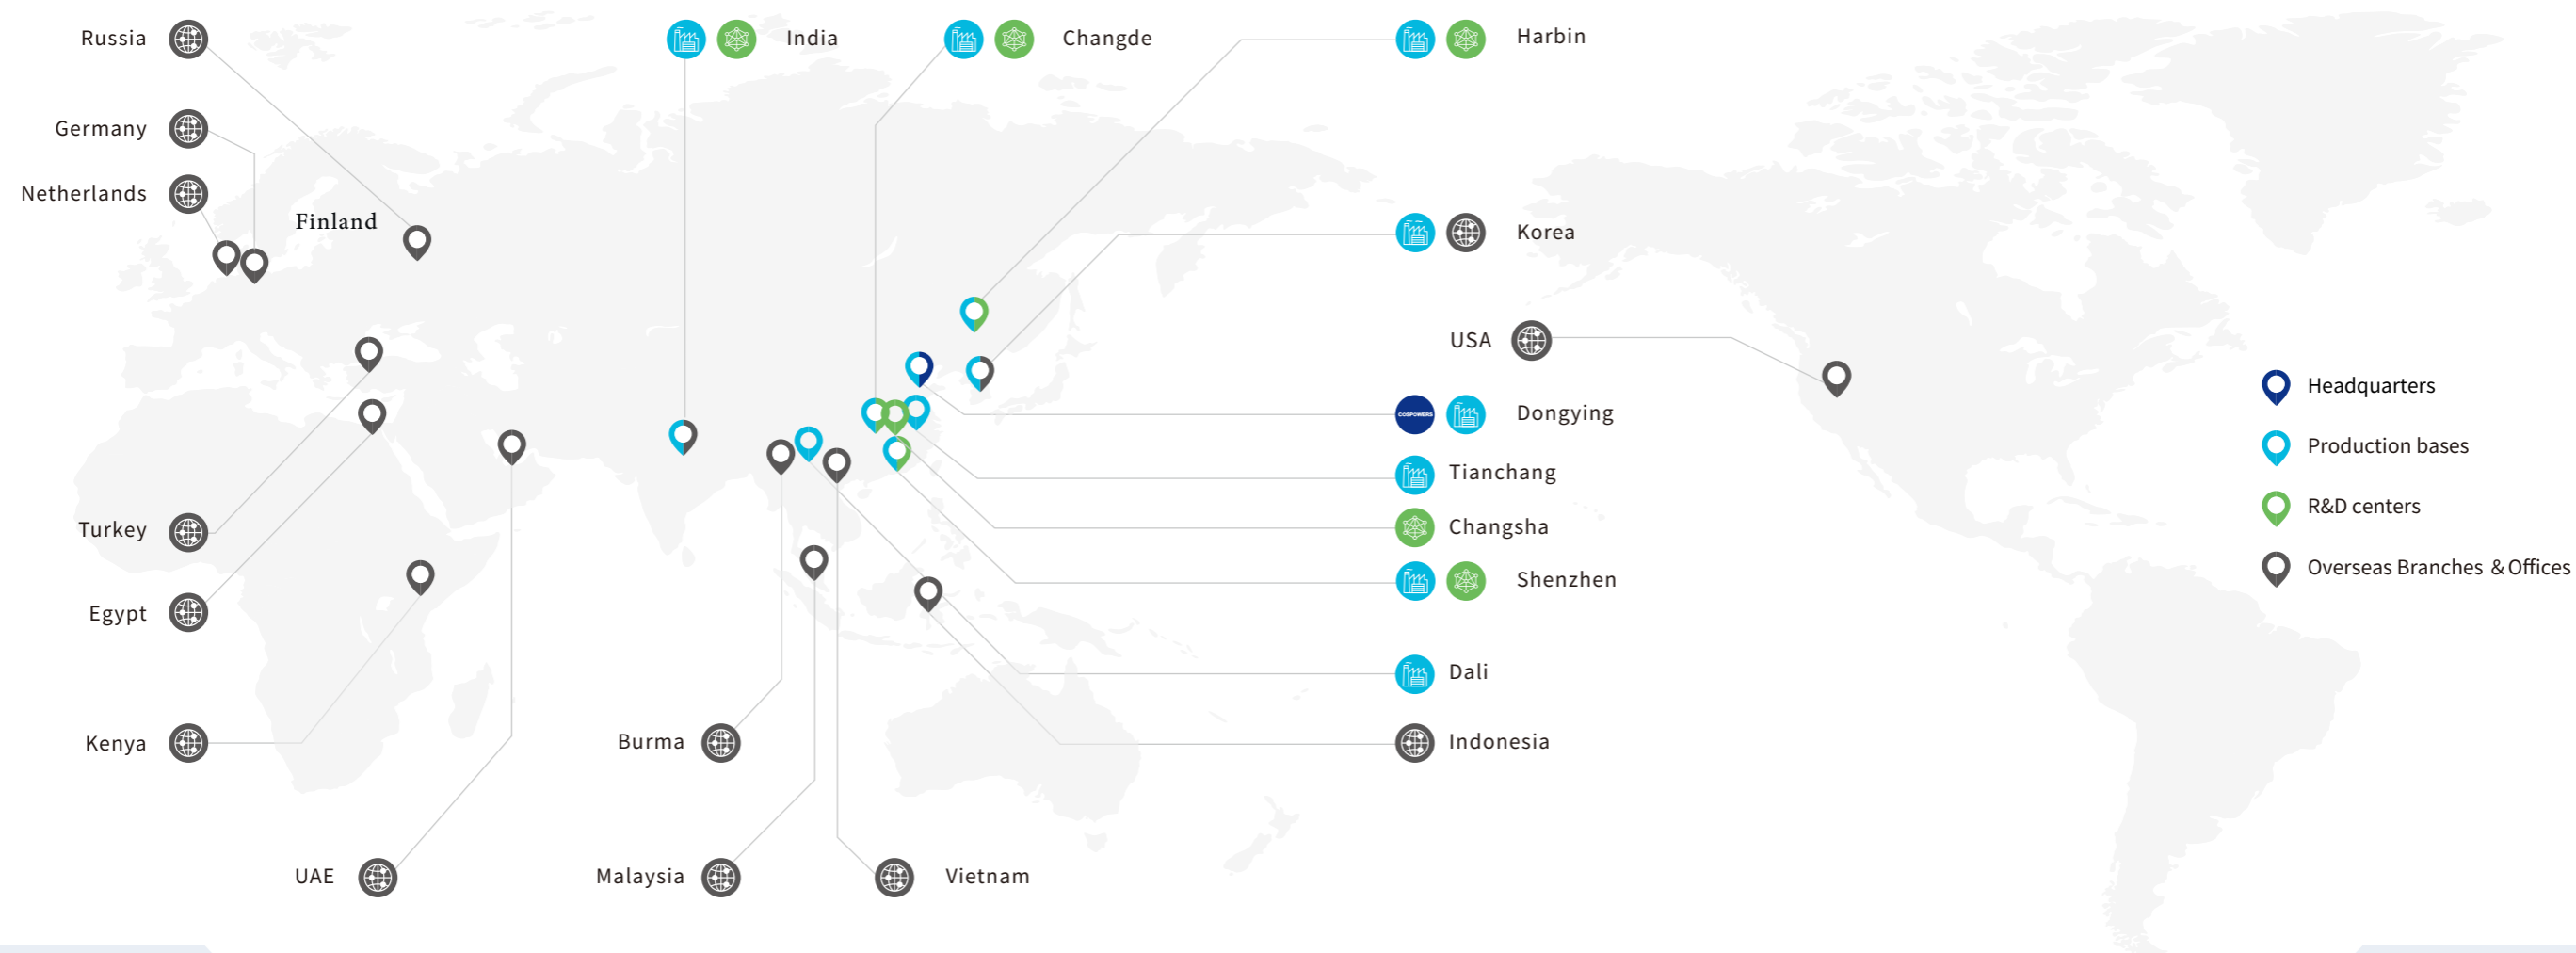 Russia
India
Changde
Harbin
Germany
Netherlands
Finland
Korea
USA
Headquarters
COSPOWERS
Dongying
Production bases
Tianchang
R&D centers
Changsha
Turkey
Overseas Branches & Offices
Shenzhen
Egypt
Dali
Kenya
Burma
Indonesia
UAE
Malaysia
Vietnam